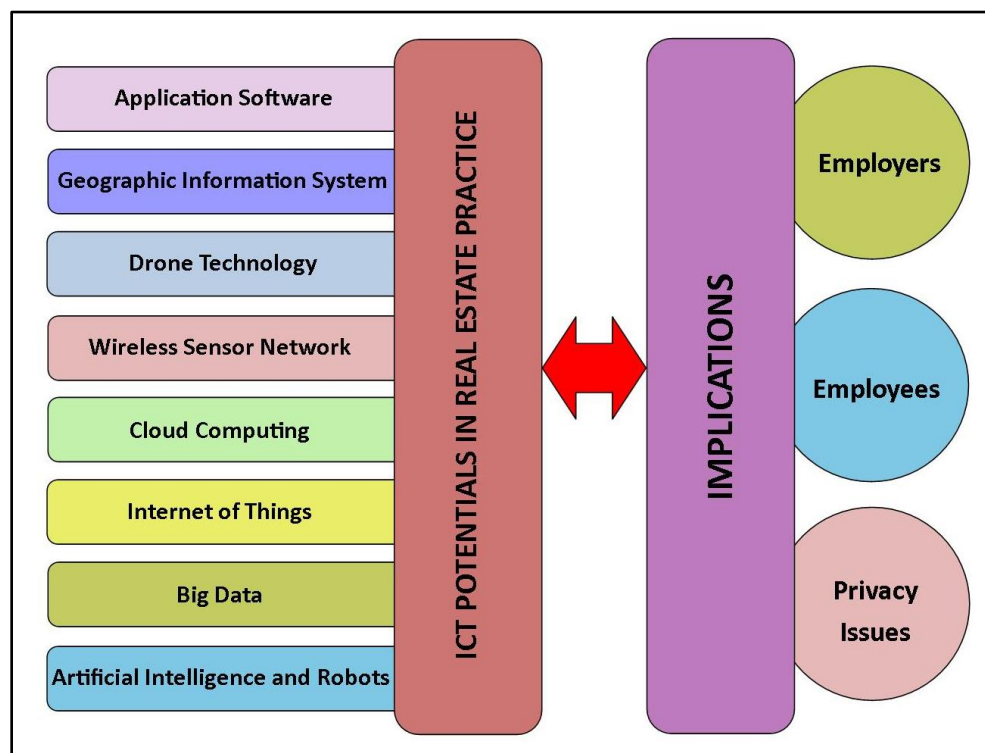 Application Software
Geographic Information System
Drone Technology
Wireless Sensor Network
Cloud Computing
Internet of Things
Big Data
Artificial Intelligence and Robots
ICT POTENTIALS IN REAL ESTATE PRACTICE
IMPLICATIONS
Employers
Employees
Privacy
Issues